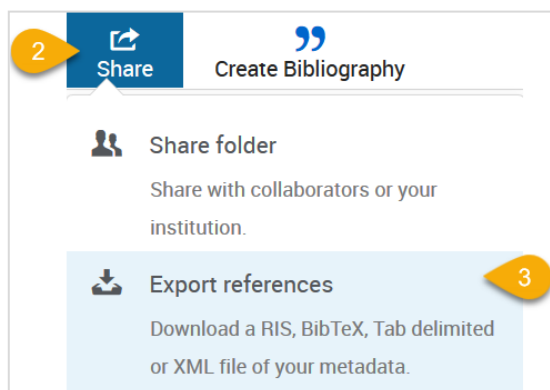 2
Share
Create Bibliography
Share folder
Share with collaborators or your
institution.
Export references
3
Download a RIS, BibTeX, Tab delimited
or XML file of your metadata.